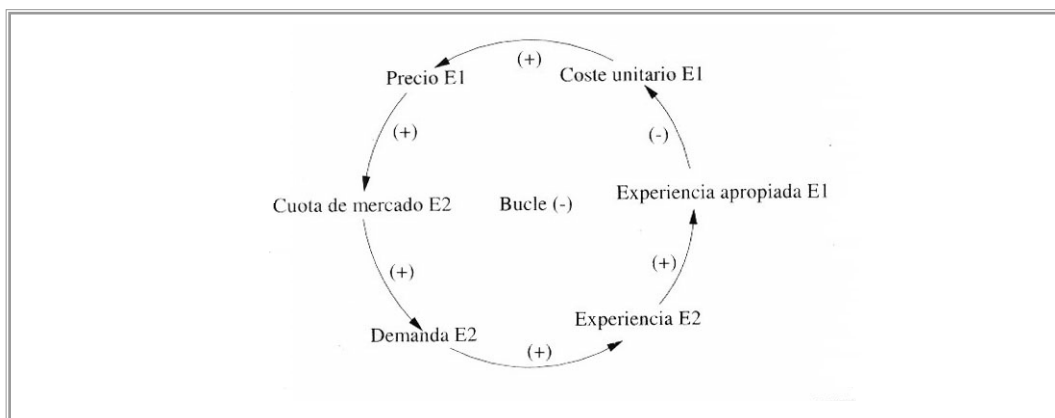 (+)
Precio E1
Coste unitario E1
(+)
(-)
Cuota de mercado E2
Bucle (-)
Experiencia apropiada E1
(+)
(+)
Demanda E2
Experiencia E2
(+)